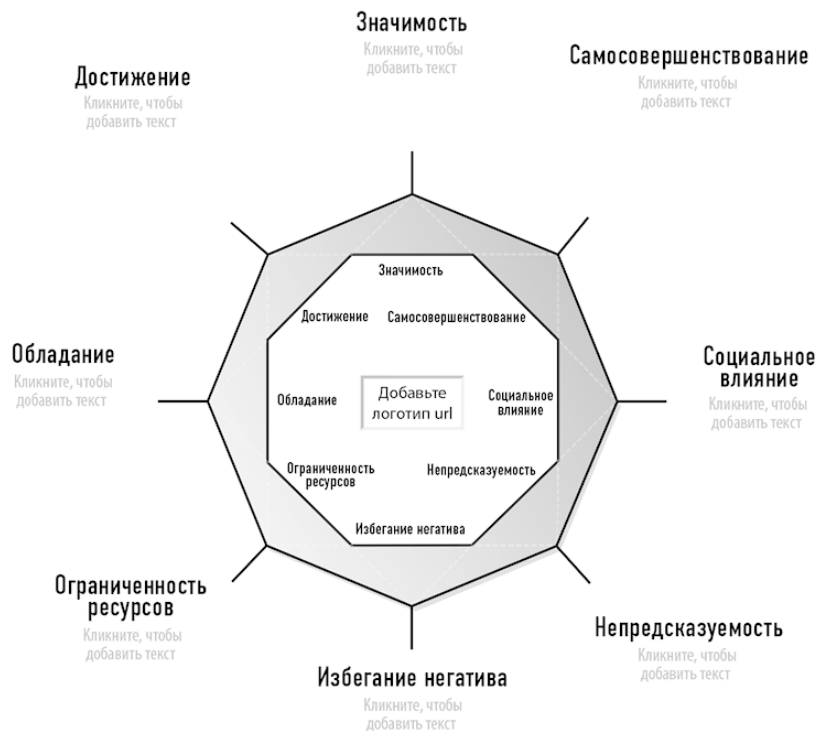 Значимость
Кликните, чтобы
добавить текст
Самосовершенствование
Кликните, чтобы
добавить текст
Достижение
Кликните, чтобы
добавить текст
Значимость
Достижение
Самосовершенствование
Обладание
Кликните, чтобы
добавить текст
Обладание
Добавьте
логотип url
Социальное
влияние
Социальное
влияние
Кликните, чтобы
добавить текст
Ограниченность
ресурсов
Непредсказуемость
Избегание негатива
Ограниченность
ресурсов
Кликните, чтобы
добавить текст
Непредсказуемость
Кликните, чтобы
добавить текст
Избегание негатива
Кликните, чтобы
добавить текст